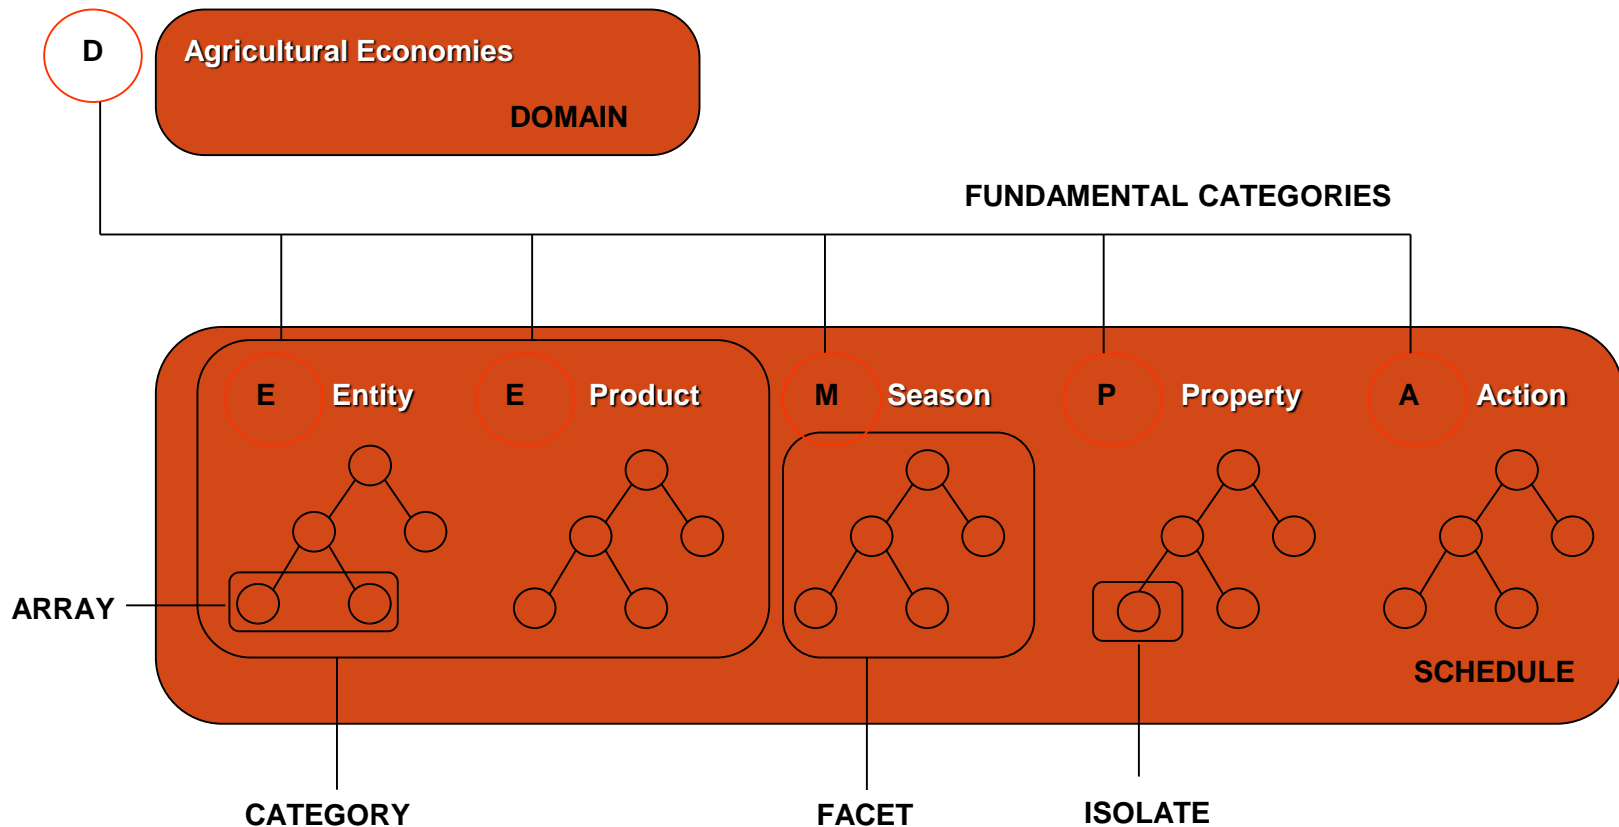 D
Agricultural Economies
DOMAIN
FUNDAMENTAL CATEGORIES
E Entity E Product M Season P Property A Action
ARRAY
SCHEDULE
CATEGORY FACET ISOLATE